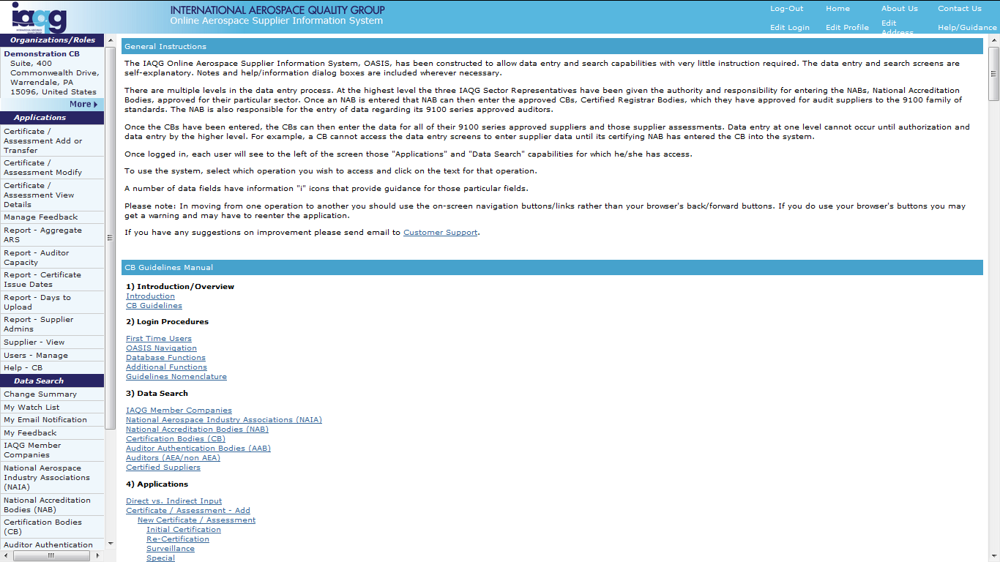 iaqg
INTERNATIONAL AEROSPACE QUALITY GROUP
INTERNATIONAL AEROSPACE QUALITY GROUP
Online Aerospace Supplier Information System
Log-Out
Home
About Us
Contact Us
Edit Login
Edit Profile
Edit
Address
Help/Guidance
Organizations/Roles
Demonstration CB
Suite, 400
Commonwealth Drive,
Warrendale, PA
15096, United States
More
Applications
Certificate /
Assessment Add or
Transfer
Certificate /
Assessment Modify
Certificate /
Assessment View
Details
Manage Feedback
Report - Aggregate
ARS
Report - Auditor
Capacity
Report - Certificate
Issue Dates
Report - Days to
Upload
Report - Supplier
Admins
Supplier - View
Users - Manage
Help - CB
Data Search
Change Summary
My Watch List
My Email Notification
My Feedback
IAQG Member
Companies
National Aerospace
Industry Associations
(NAIA)
National Accreditation
Bodies (NAB)
Certification Bodies
(CB)
Auditor Authentication
General Instructions
The IAQG Online Aerospace Supplier Information System, OASIS, has been constructed to allow data entry and search capabilities with very little instruction required. The data entry and search screens are
self-explanatory. Notes and help/information dialog boxes are included wherever necessary.
There are multiple levels in the data entry process. At the highest level the three IAQG Sector Representatives have been given the authority and responsibility for entering the NABs, National Accreditation
Bodies, approved for their particular sector. Once an NAB is entered that NAB can then enter the approved CBs, Certified Registrar Bodies, which they have approved for audit suppliers to the 9100 family of
standards. The NAB is also responsible for the entry of data regarding its 9100 series approved auditors.
Once the CBs have been entered, the CBs can then enter the data for all of their 9100 series approved suppliers and those supplier assessments. Data entry at one level cannot occur until authorization and
data entry by the higher level. For example, a CB cannot access the data entry screens to enter supplier data until its certifying NAB has entered the CB into the system.
Once logged in, each user will see to the left of the screen those "Applications" and "Data Search" capabilities for which he/she has access.
To use the system, select which operation you wish to access and click on the text for that operation.
A number of data fields have information "i" icons that provide guidance for those particular fields.
Please note: In moving from one operation to another you should use the on-screen navigation buttons/links rather than your browser's back/forward buttons. If you do use your browser's buttons you may
get a warning and may have to reenter the application.
If you have any suggestions on improvement please send email to Customer Support.
CB Guidelines Manual
1) Introduction/Overview
Introduction
CB Guidelines
2) Login Procedures
First Time Users
OASIS Navigation
Database Functions
Additional Functions
Guidelines Nomenclature
3) Data Search
IAQG Member Companies
National Aerospace Industry Associations (NAIA)
National Accreditation Bodies (NAB)
Certification Bodies (CB)
Auditor Authentication Bodies (AAB)
Auditors (AEA/non AEA)
Certified Suppliers
4) Applications
Direct vs. Indirect Input
Certificate / Assessment - Add
New Certificate / Assessment
Initial Certification
Re-Certification
Surveillance
Special